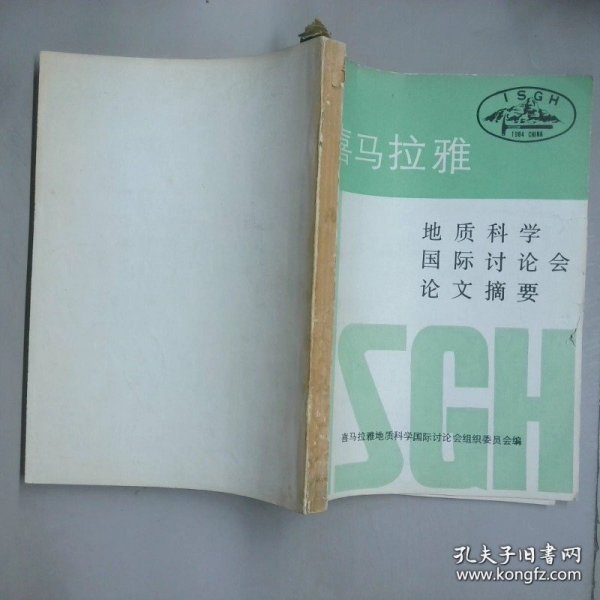 ISGH
1984 CHINA
喜马拉雅
地质科学
国际讨论会
论文摘要
SGH
喜马拉雅地质科学国际讨论会组织委员会编
孔夫子旧书网
www.kongfz.com